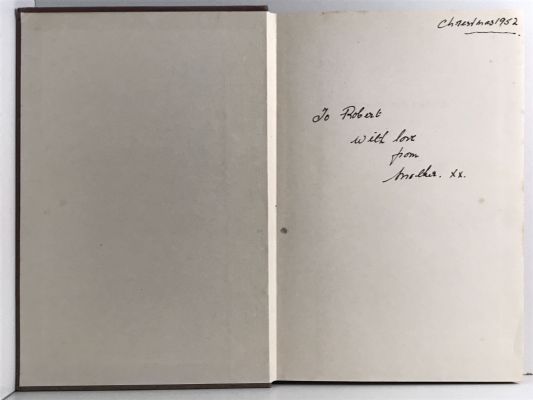 Christmas 1952
To Robert
with love
from
Mother. xx.